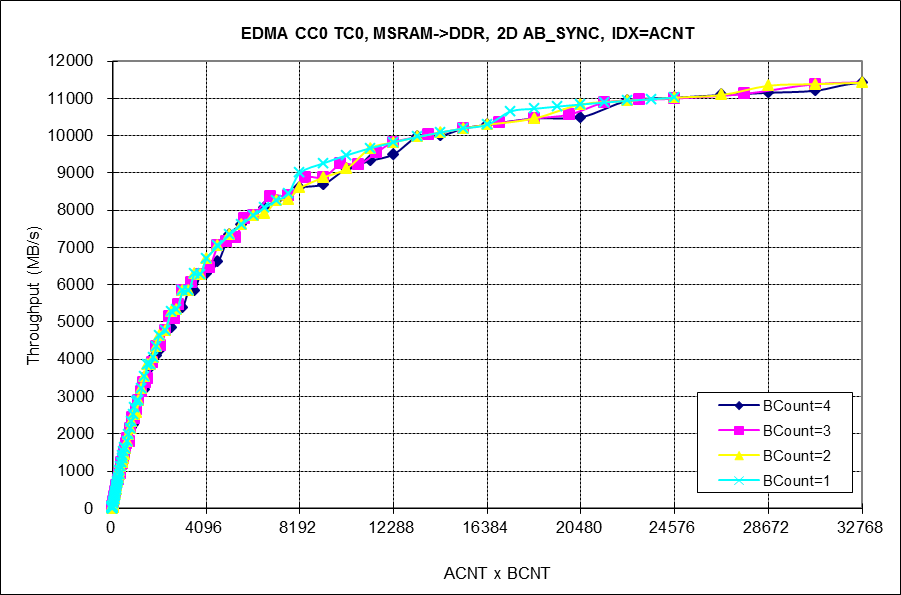 EDMA CC0 TC0, MSRAM->DDR, 2D AB_SYNC, IDX=ACNT
Throughput (MB/s)
12000
11000
10000
9000
8000
7000
6000
5000
4000
3000
2000
1000
0
BCount=4
BCount=3
BCount=2
BCount=1
0 4096 8192 12288 16384 20480 24576 28672 32768
ACNT x BCNT